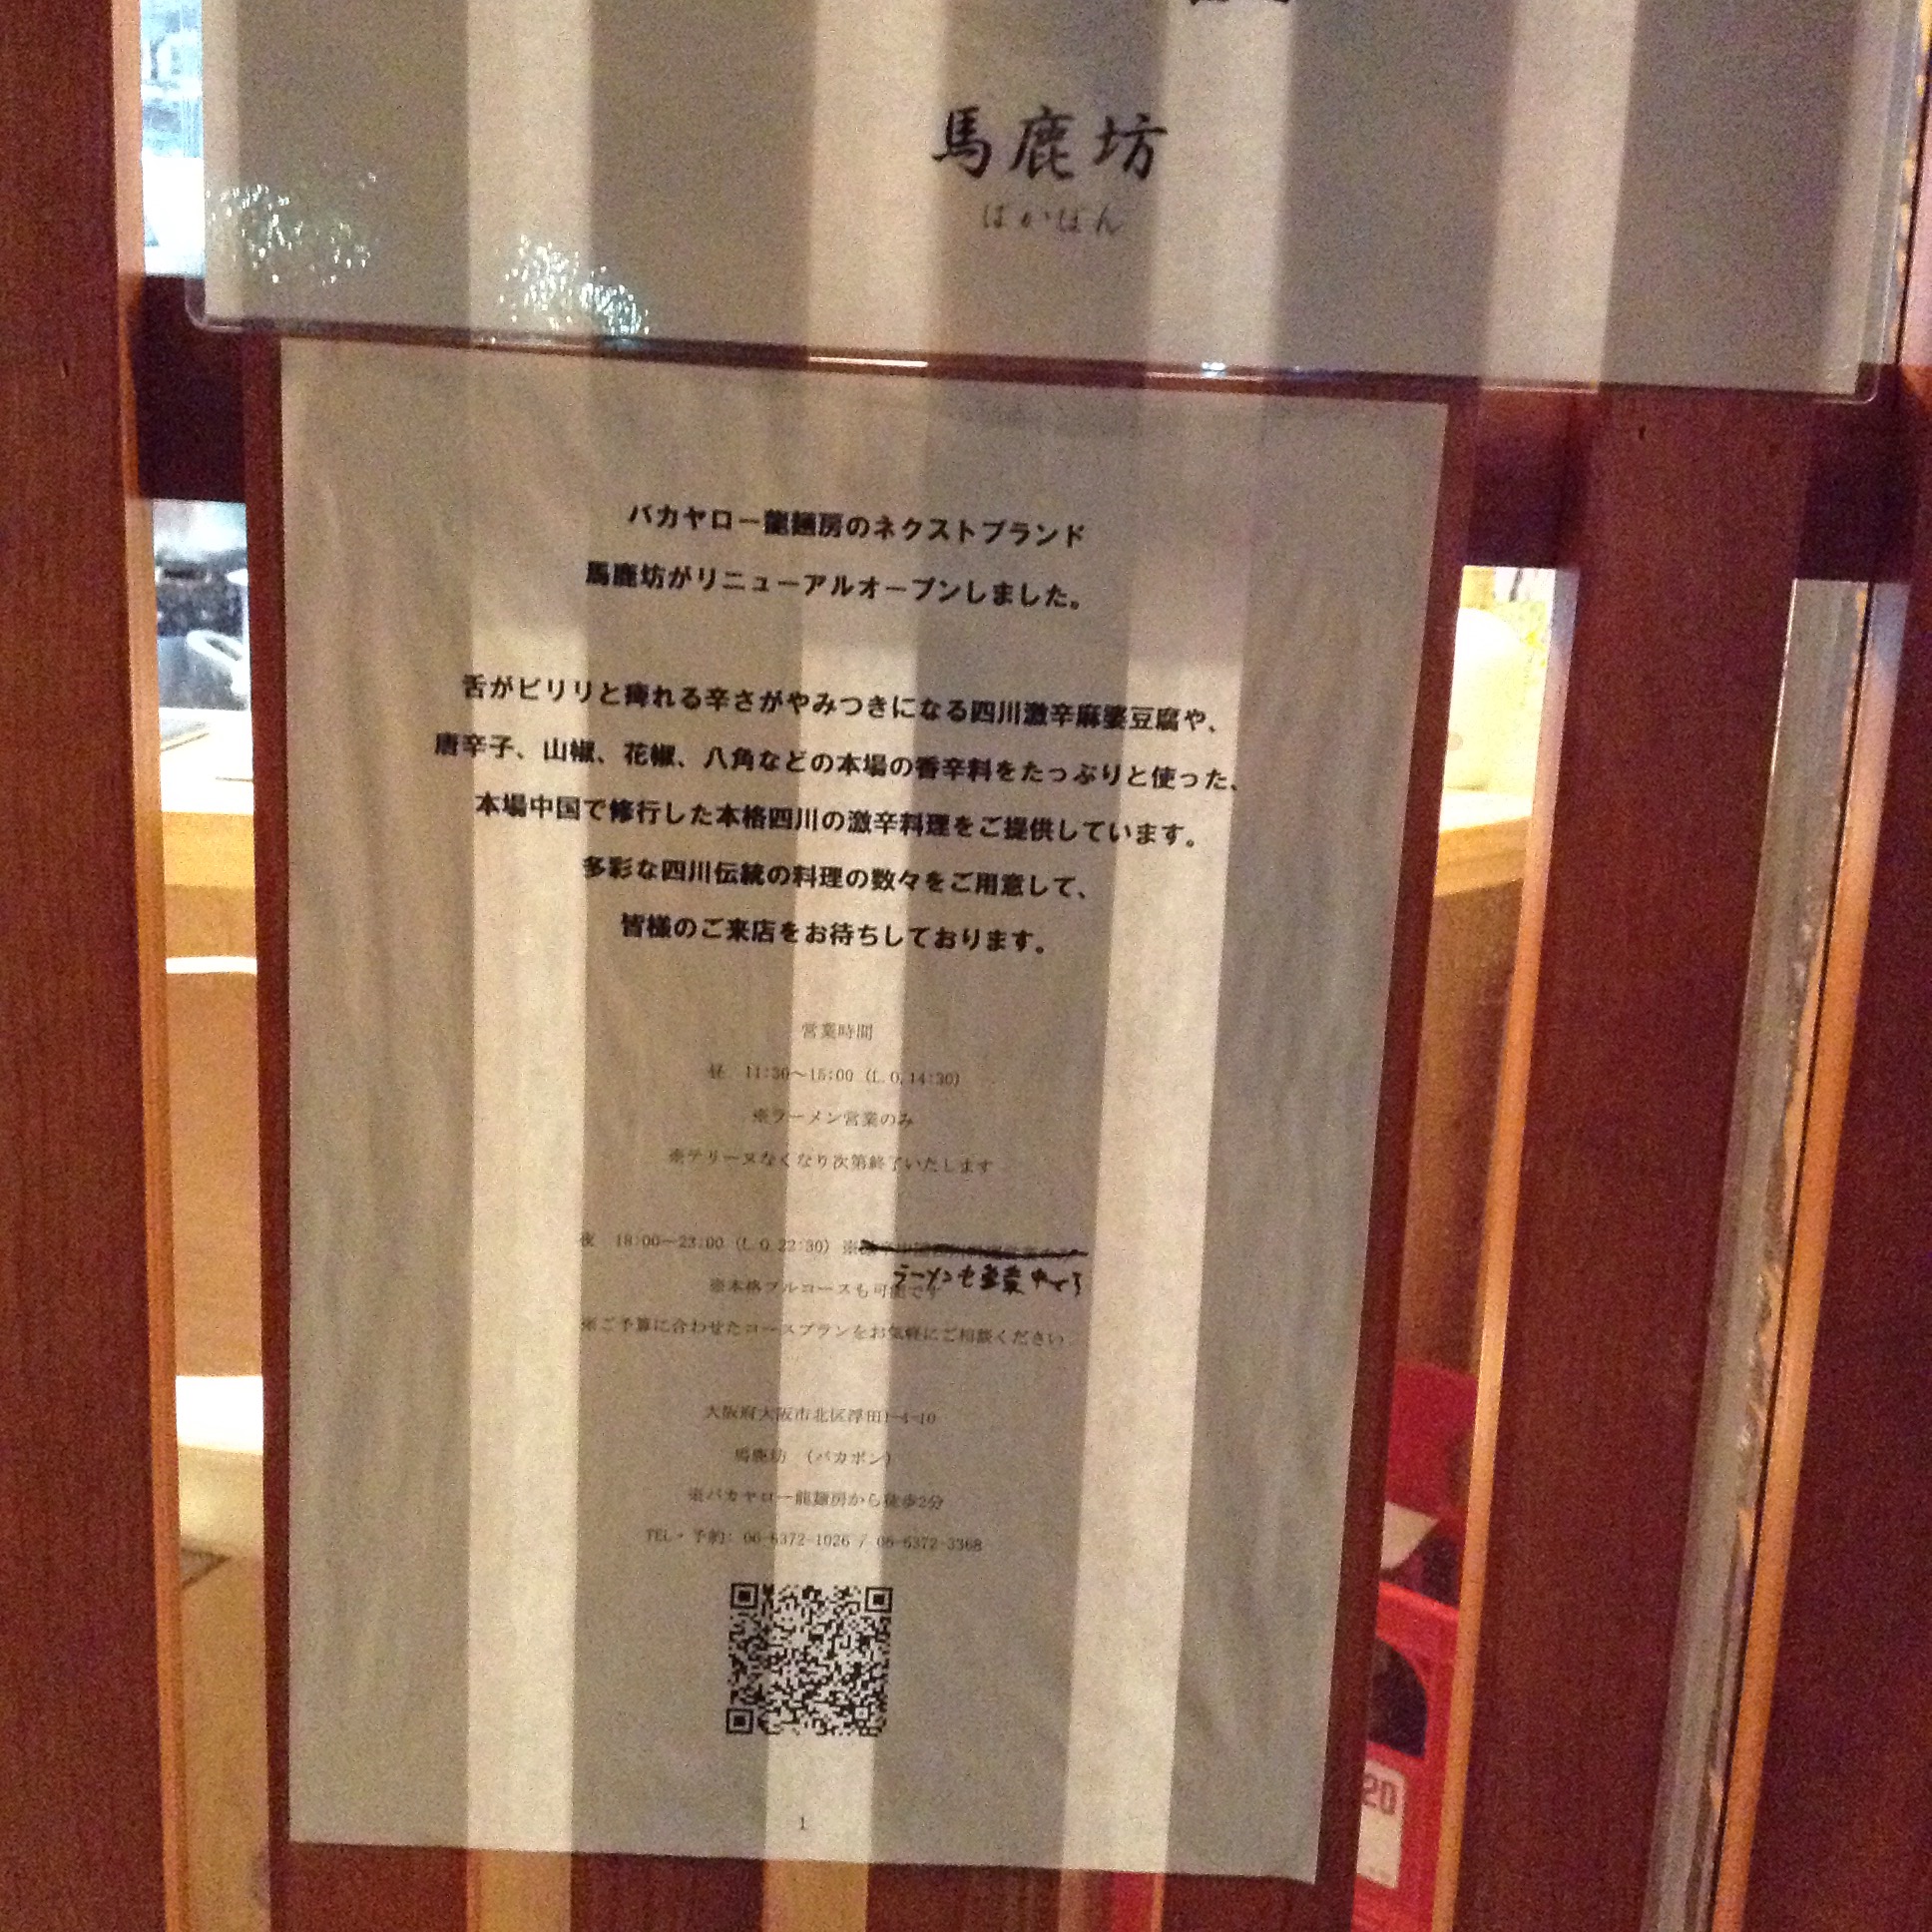 馬鹿坊
ばかぼん
バカヤロー龍麺房のネクストブランド
馬鹿坊がリニューアルオープンしました。
舌がビリリと痺れる辛さがやみつきになる四川激辛麻婆豆腐や、
唐辛子、山椒、花椒、八角などの本場の香辛料をたっぷりと使った、
本場中国で修行した本格四川の激辛料理をご提供しています。
多彩な四川伝統の料理の数々をご用意して、
皆様のご来店をお待ちしております。
営業時間
昼 11:30～15:00 (L.O.14:30)
※ラーメン営業のみ
※テリーヌなくなり次第終了いたします
夜 18:00～23:00 (L.O.22:30) ※
ラーメンも営業中です
※本格フルコースも可能です
※ご予算に合わせたコースプランをお気軽にご相談ください
大阪府大阪市北区浮田1-4-10
馬鹿坊 （バカボン）
※バカヤロー龍麺房から徒歩2分
TEL・予約: 06-6372-1026 / 06-6372-3368
1
20